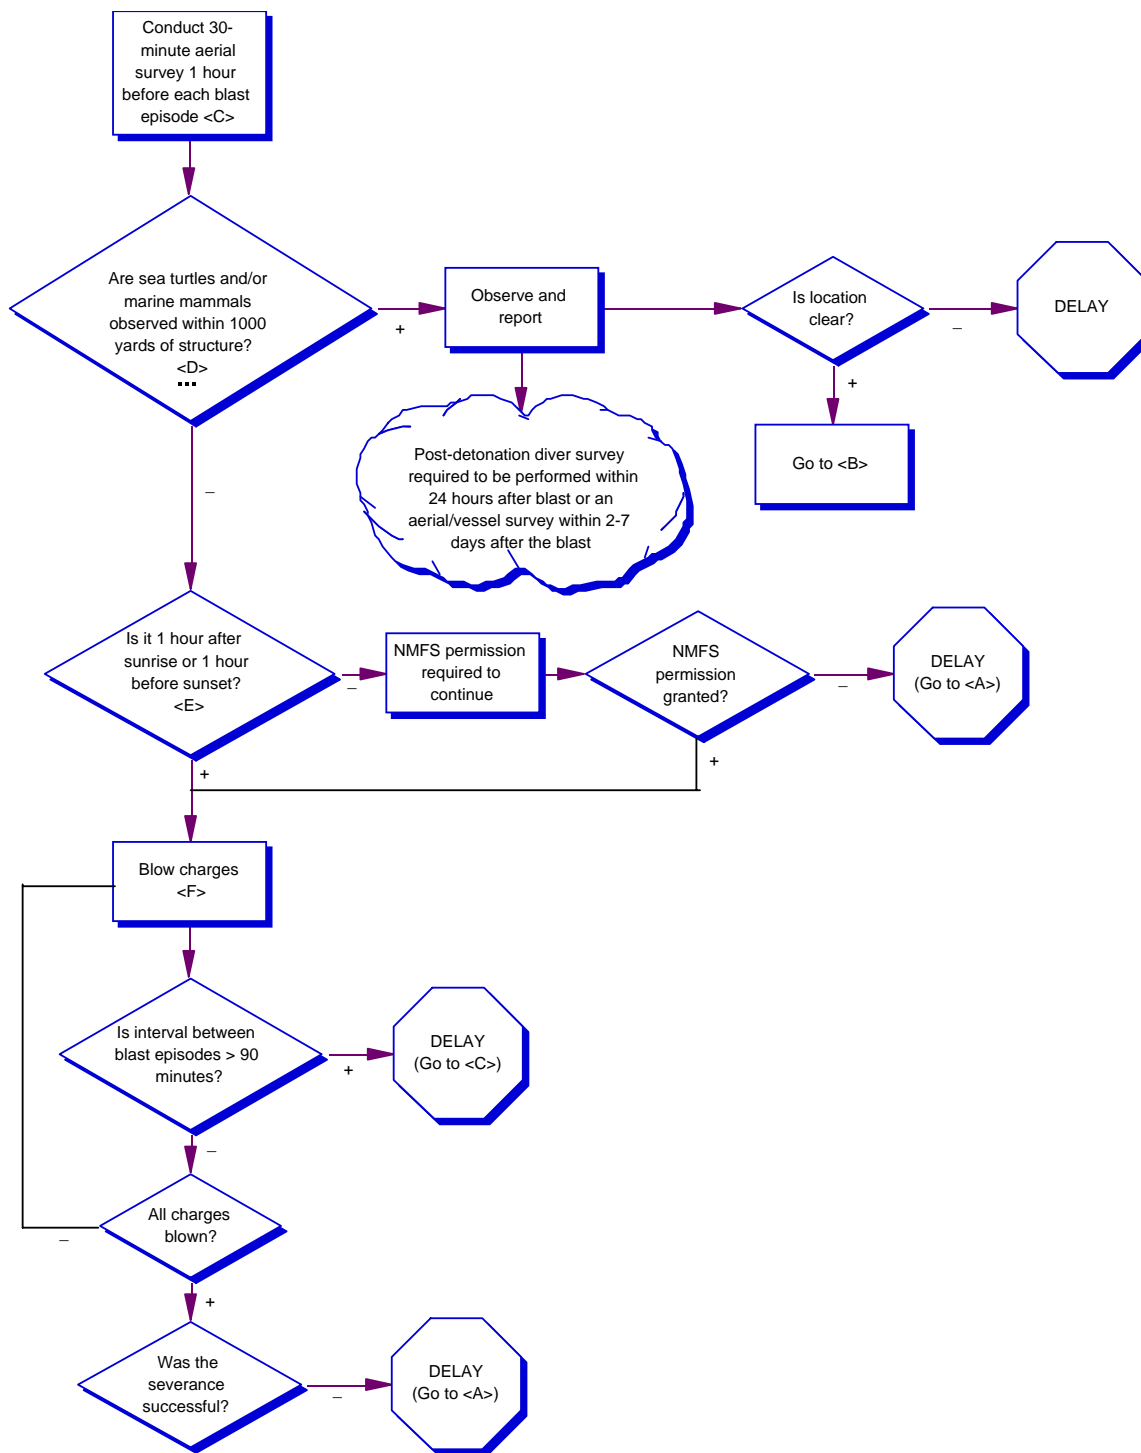 Conduct 30-
minute aerial
survey 1 hour
before each blast
episode <C>
Are sea turtles and/or
marine mammals
observed within 1000
yards of structure?
<D>
...
+
Observe and
report
Is location
clear?
–
DELAY
+
Go to <B>
Post-detonation diver survey
required to be performed within
24 hours after blast or an
aerial/vessel survey within 2-7
days after the blast
–
Is it 1 hour after
sunrise or 1 hour
before sunset?
<E>
–
NMFS permission
required to
continue
NMFS
permission
granted?
–
DELAY
(Go to <A>)
+
+
Blow charges
<F>
Is interval between
blast episodes > 90
minutes?
+
DELAY
(Go to <C>)
–
All charges
blown?
–
+
Was the
severance
successful?
–
DELAY
(Go to <A>)